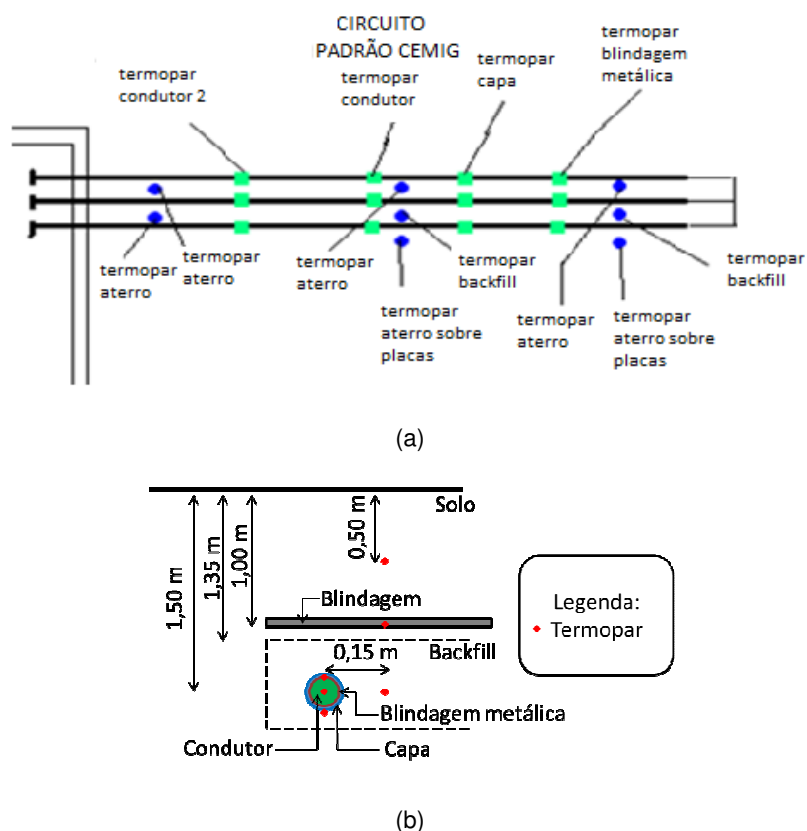 CIRCUITO
PADRÃO CEMIG
termopar
condutor 2
termopar
condutor
termopar
capa
termopar
blindagem
metálica
termopar
aterro
termopar
aterro
termopar
aterro
termopar
backfill
termopar
aterro sobre
placas
termopar
aterro
termopar
aterro sobre
placas
termopar
backfill
(a)
Solo
1,50 m
1,35 m
1,00 m
0,50 m
Blindagem
0,15 m
Backfill
Blindagem metálica
Condutor
Capa
Legenda:
Termopar
(b)